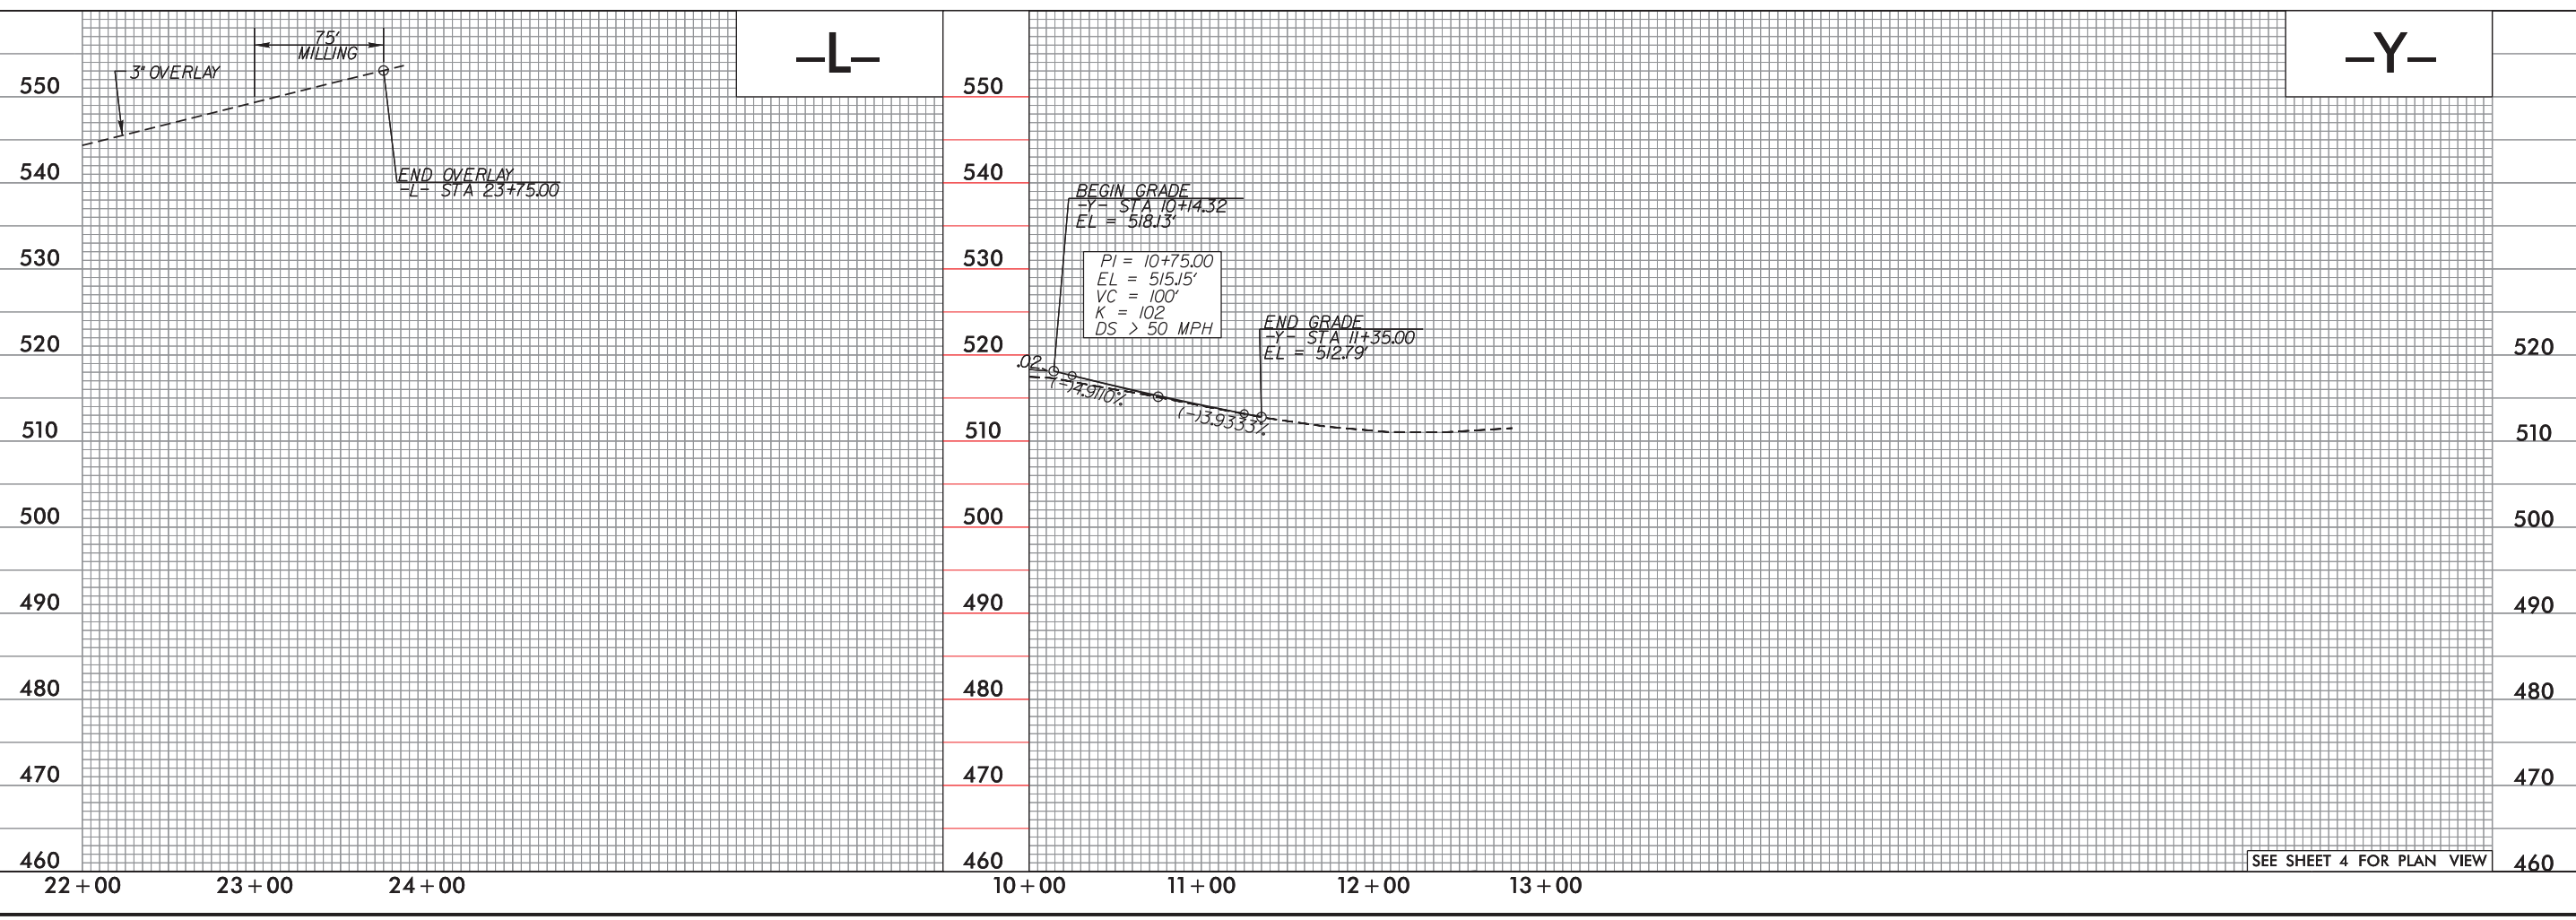 –L–
–Y–
75'
MILLING
3" OVERLAY
END OVERLAY
-L- STA 23+75.00
550
540
530
520
510
500
490
480
470
460
550
540
530
520
510
500
490
480
470
460
BEGIN GRADE
-Y- STA 10+14.32
EL = 518.13'
PI = 10+75.00
EL = 515.15'
VC = 100'
K = 102
DS > 50 MPH
END GRADE
-Y- STA 11+35.00
EL = 512.79'
.02
(-)4.9110%
(-)3.9333%
520
510
500
490
480
470
460
SEE SHEET 4 FOR PLAN VIEW
22+00 23+00 24+00 10+00 11+00 12+00 13+00